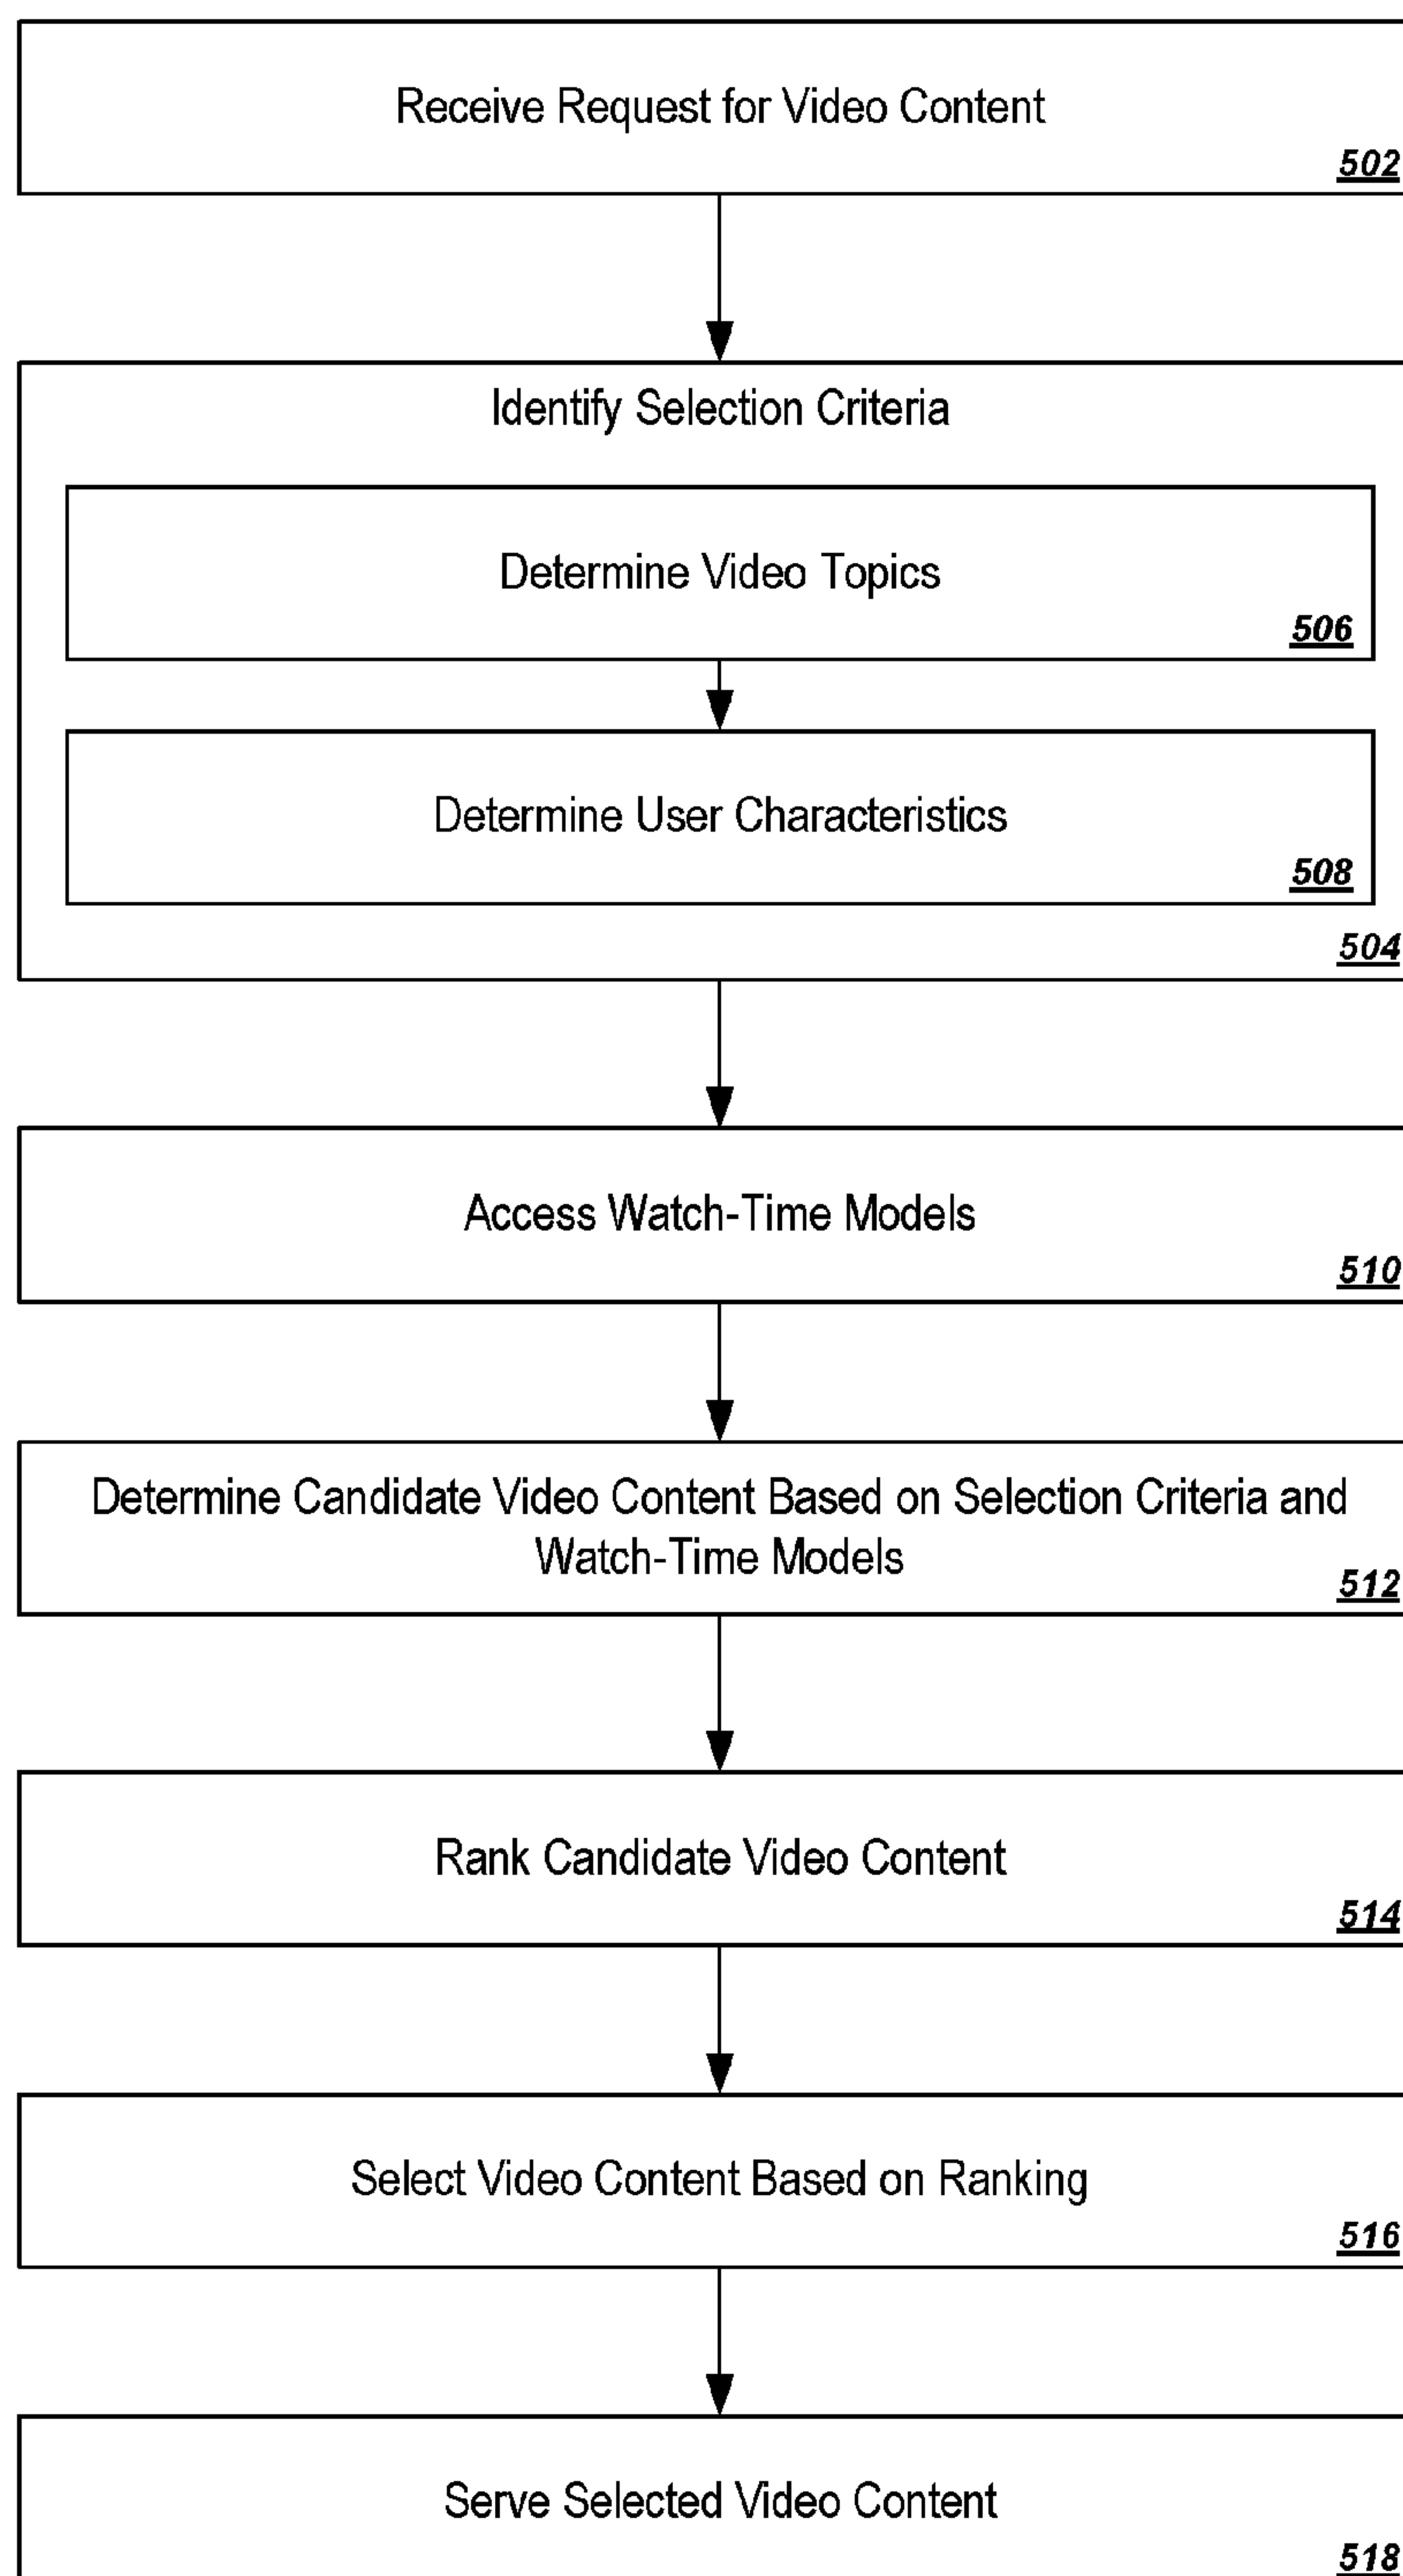 Receive Request for Video Content
502
Identify Selection Criteria
Determine Video Topics
506
Determine User Characteristics
508
504
Access Watch-Time Models
510
Determine Candidate Video Content Based on Selection Criteria and
Watch-Time Models
512
Rank Candidate Video Content
514
Select Video Content Based on Ranking
516
Serve Selected Video Content
518